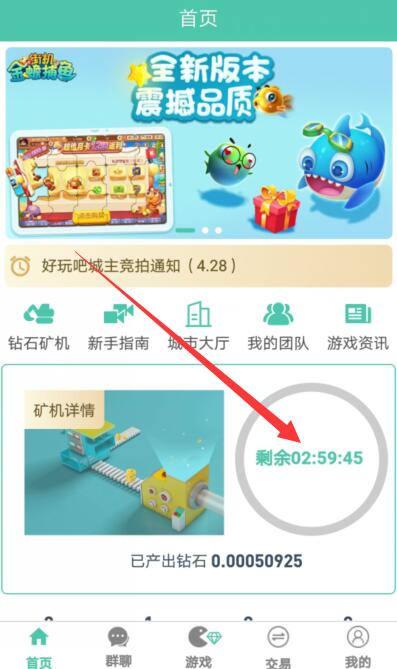 首页
街机
金蟾捕鱼
全新版本
震撼品质
好玩吧城主竞拍通知（4.28）
钻石矿机
新手指南
城市大厅
我的团队
游戏资讯
矿机详情
剩余02:59:45
已产出钻石 0.00050925
首页
群聊
游戏
交易
我的